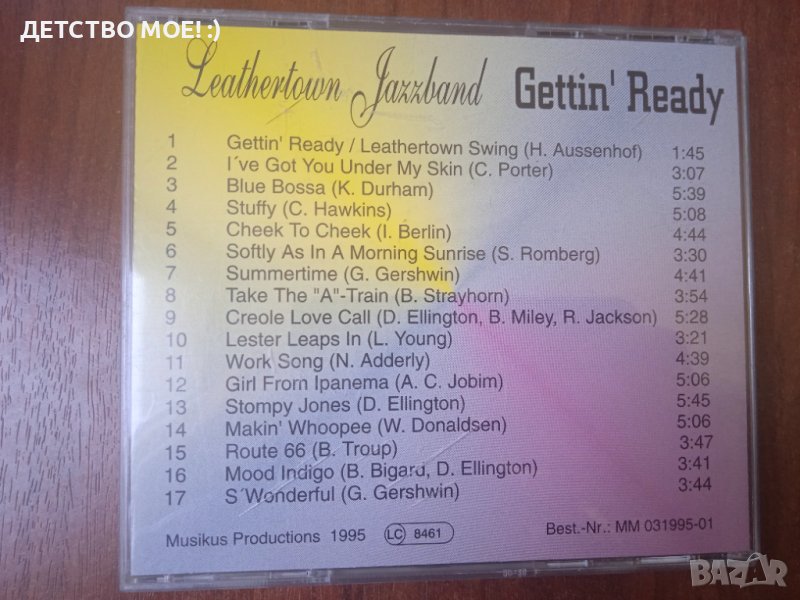 ДЕТСТВО МОЕ! :)
Leathertown Jazzband Gettin' Ready
1 Gettin' Ready / Leathertown Swing (H. Aussenhof) 1:45
2 I´ve Got You Under My Skin (C. Porter) 3:07
3 Blue Bossa (K. Durham) 5:39
4 Stuffy (C. Hawkins) 5:08
5 Cheek To Cheek (I. Berlin) 4:44
6 Softly As In A Morning Sunrise (S. Romberg) 3:30
7 Summertime (G. Gershwin) 4:41
8 Take The "A"-Train (B. Strayhorn) 3:54
9 Creole Love Call (D. Ellington, B. Miley, R. Jackson) 5:28
10 Lester Leaps In (L. Young) 3:21
11 Work Song (N. Adderly) 4:39
12 Girl From Ipanema (A. C. Jobim) 5:06
13 Stompy Jones (D. Ellington) 5:45
14 Makin' Whoopee (W. Donaldsen) 5:06
15 Route 66 (B. Troup) 3:47
16 Mood Indigo (B. Bigard, D. Ellington) 3:41
17 S´Wonderful (G. Gershwin) 3:44
Musikus Productions 1995 LC 8461 Best.-Nr.: MM 031995-01
BAZAR